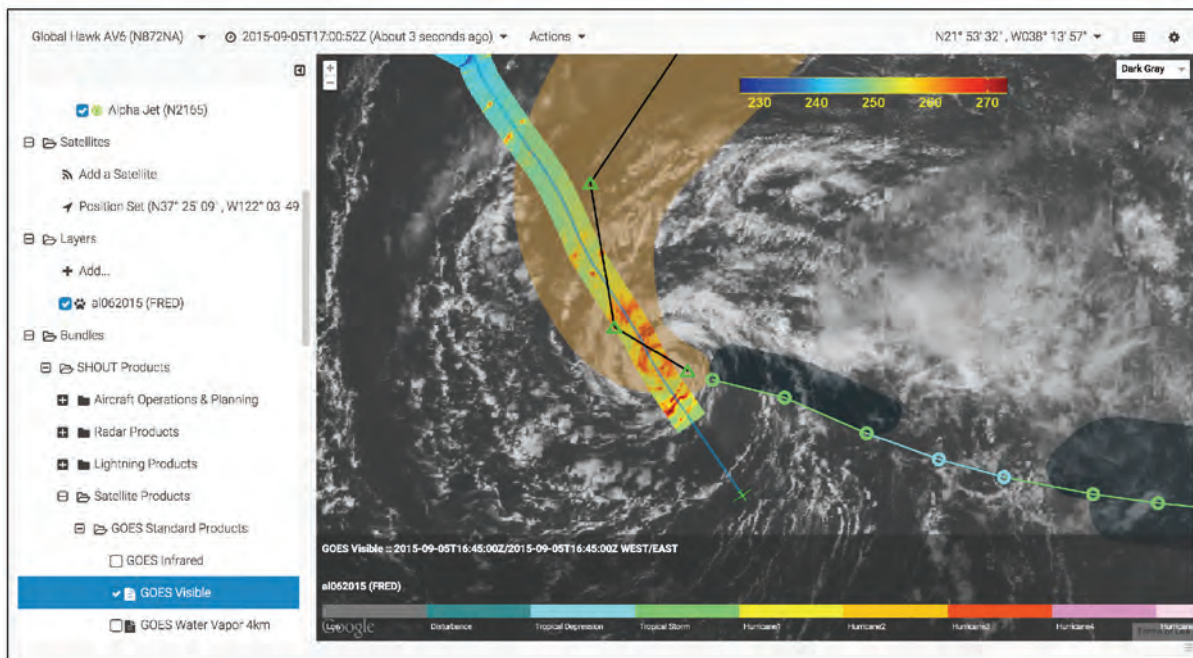 Global Hawk AV6 (N872NA) 2015-09-05T17:00:52Z (About 3 seconds ago) Actions N21° 53' 32" , W038° 13' 57"
Alpha Jet (N2165)
Satellites
Add a Satellite
Position Set (N37° 25' 09" , W122° 03' 49
Layers
Add...
al062015 (FRED)
Bundles
SHOUT Products
Aircraft Operations & Planning
Radar Products
Lightning Products
Satellite Products
GOES Standard Products
GOES Infrared
GOES Visible
GOES Water Vapor 4km
+
−
Dark Gray
230 240 250 260 270
GOES Visible :: 2015-09-05T16:45:00Z/2015-09-05T16:45:00Z WEST/EAST
al062015 (FRED)
Google
Low Disturbance Tropical Depression Tropical Storm Hurricane1 Hurricane2 Hurricane3 Hurricane4 Hurricane